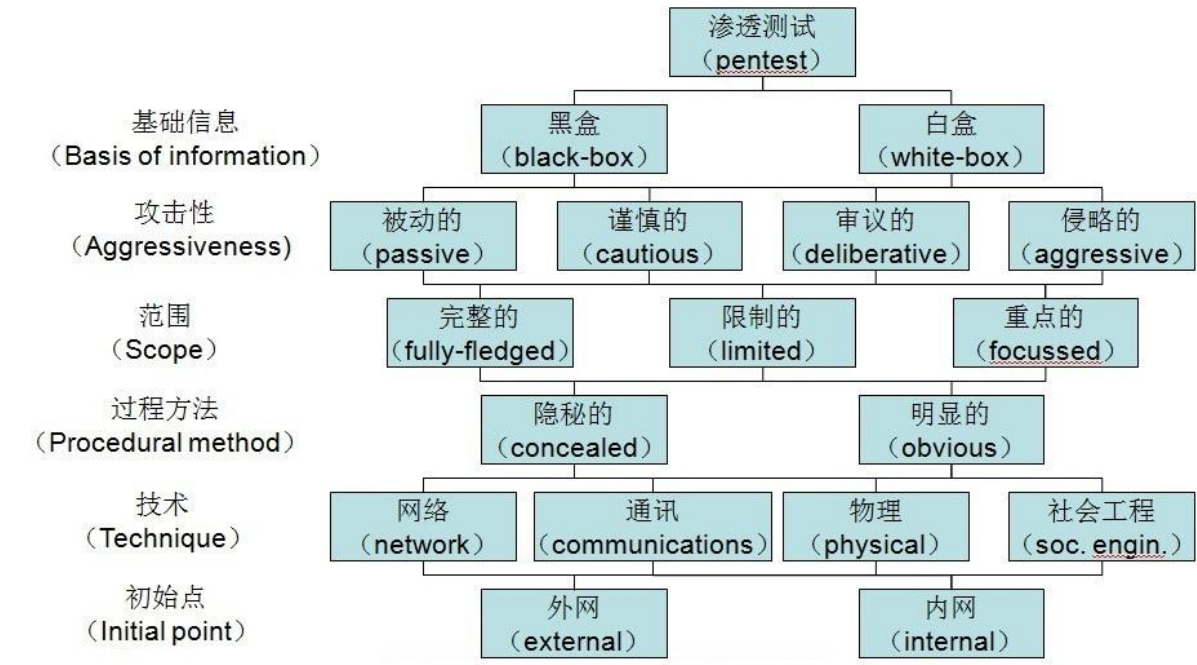 渗透测试
（pentest）
基础信息
（Basis of information）
黑盒
（black-box）
白盒
（white-box）
攻击性
（Aggressiveness)
被动的
（passive）
谨慎的
（cautious）
审议的
（deliberative）
侵略的
（aggressive）
范围
（Scope）
完整的
（fully-fledged）
限制的
（limited）
重点的
（focussed）
过程方法
（Procedural method）
隐秘的
（concealed）
明显的
（obvious）
技术
（Technique）
网络
（network）
通讯
（communications）
物理
（physical）
社会工程
（soc. engin.）
初始点
（Initial point）
外网
（external）
内网
（internal）